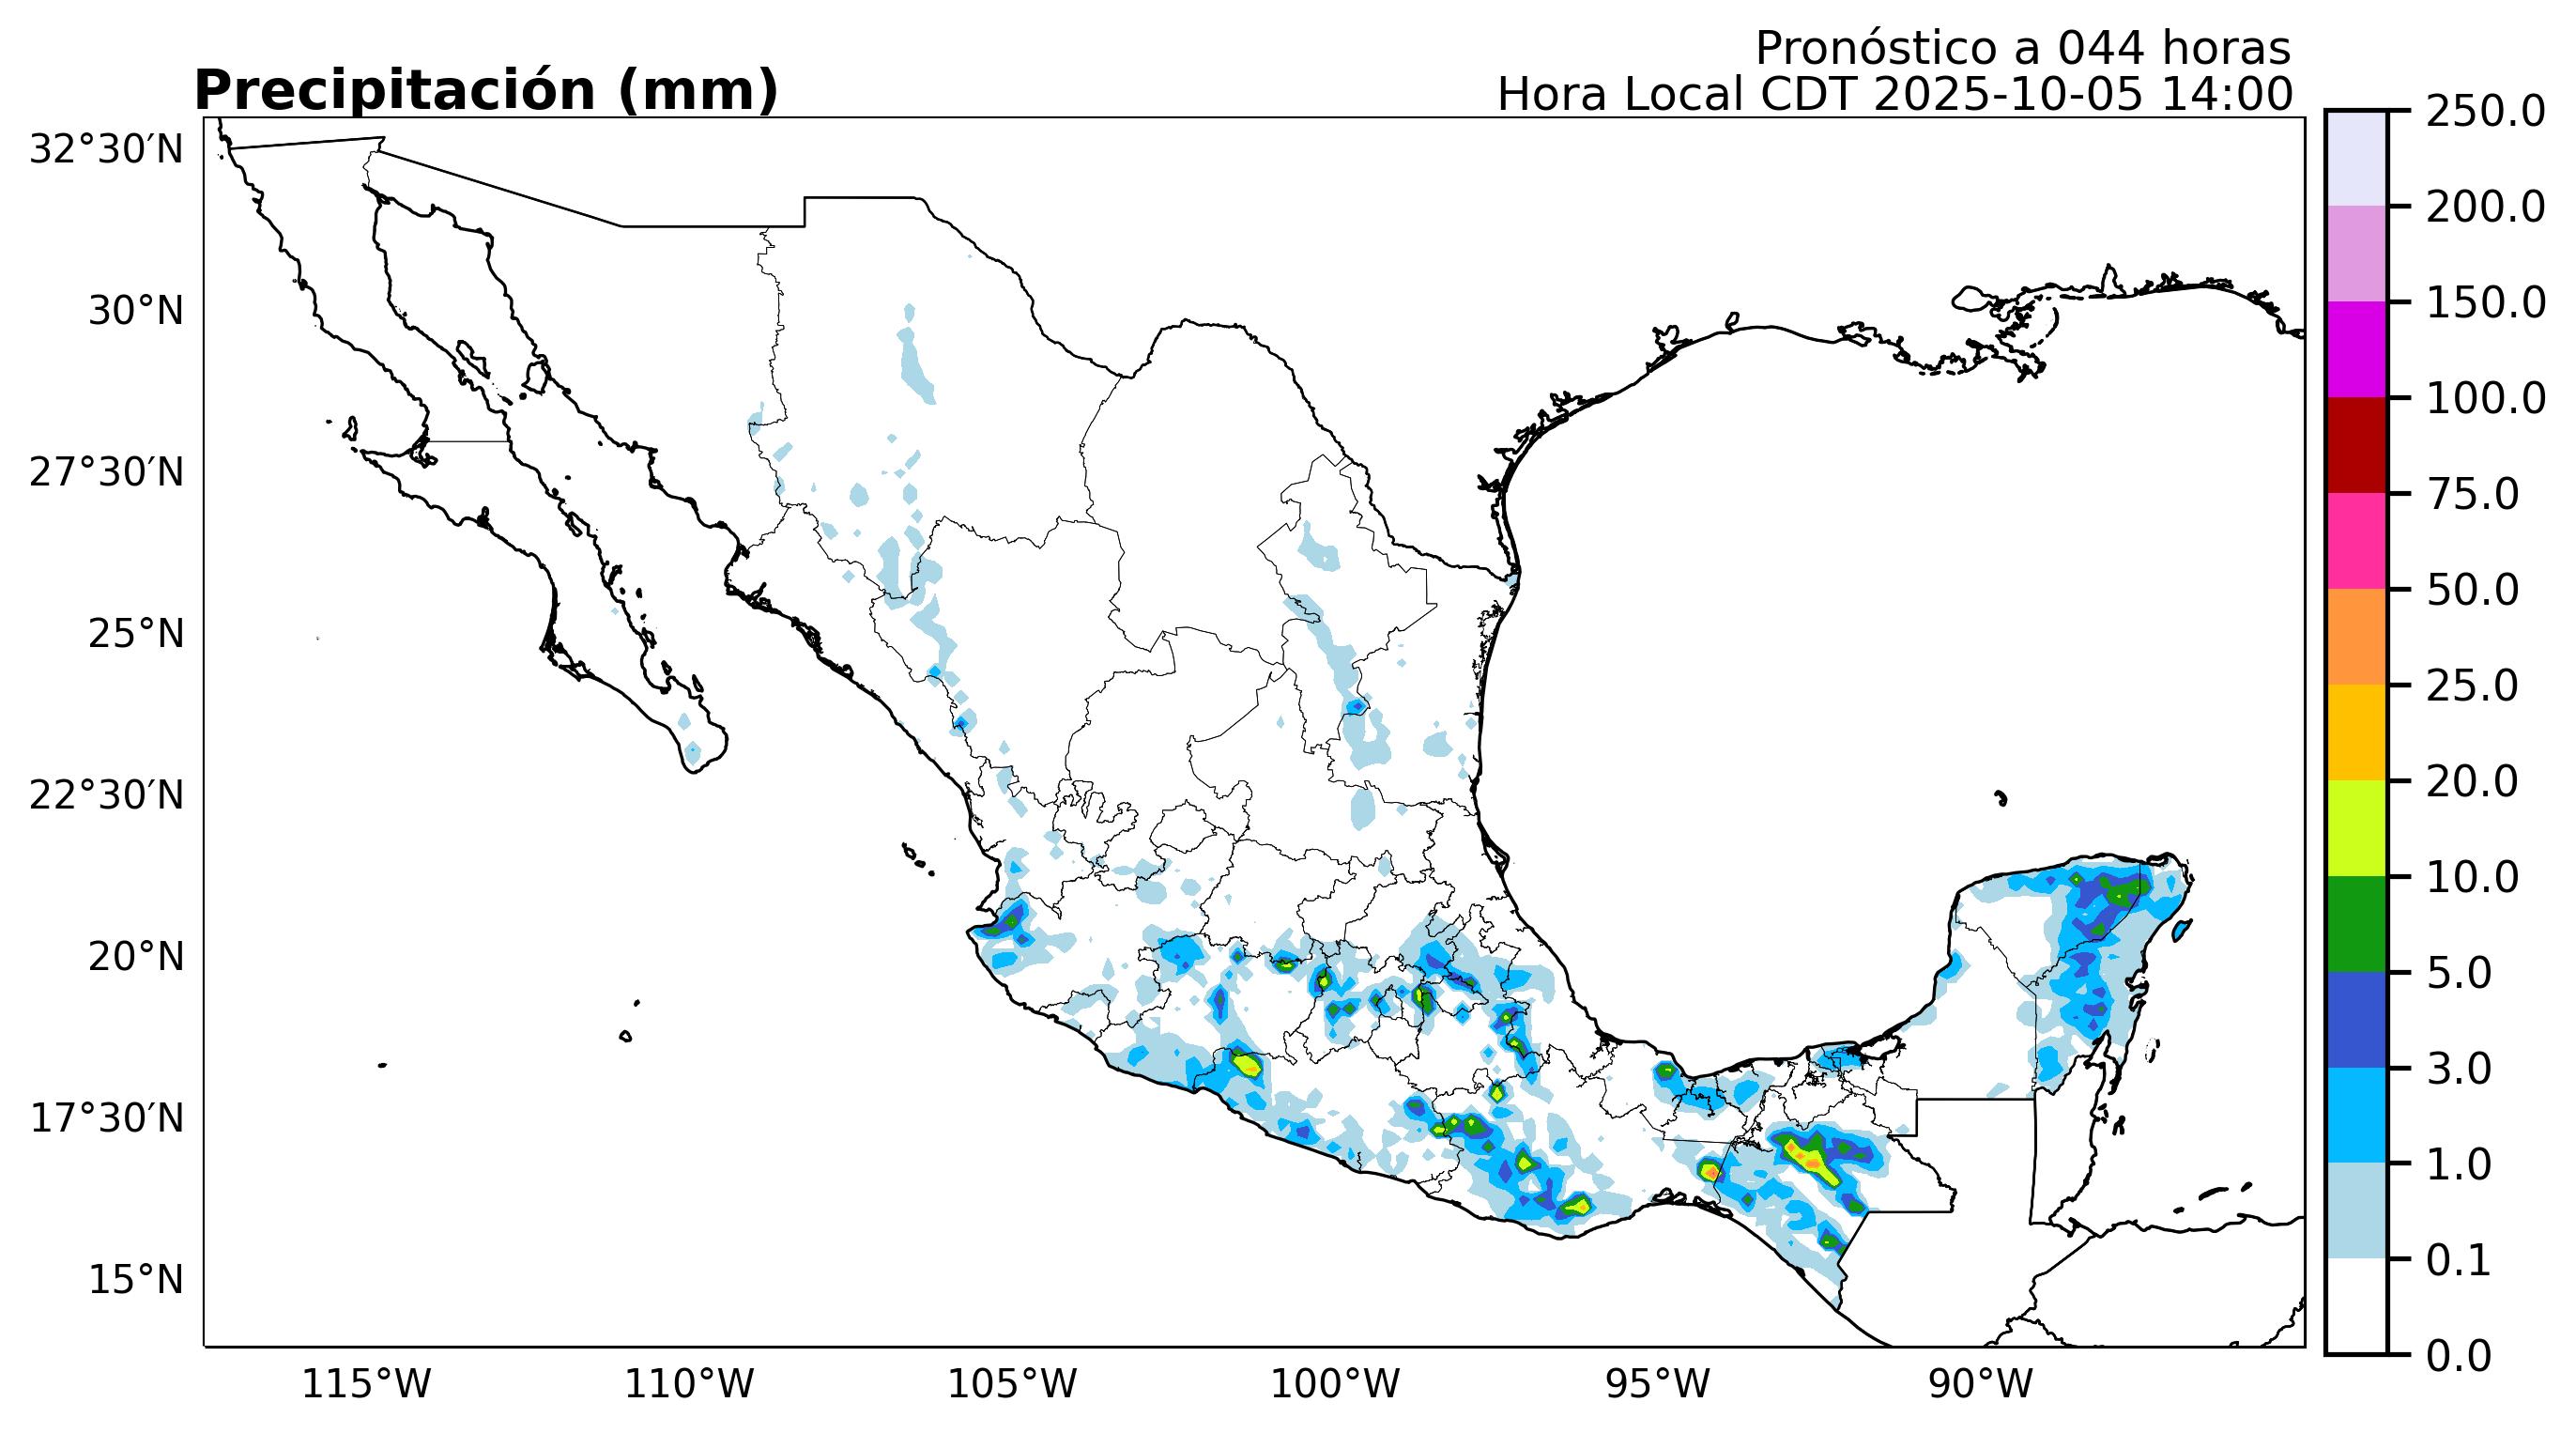 Pronóstico a 044 horas
Precipitación (mm)
Hora Local CDT 2025-10-05 14:00
32°30′N
30°N
27°30′N
25°N
22°30′N
20°N
17°30′N
15°N
115°W
110°W
105°W
100°W
95°W
90°W
250.0
200.0
150.0
100.0
75.0
50.0
25.0
20.0
10.0
5.0
3.0
1.0
0.1
0.0